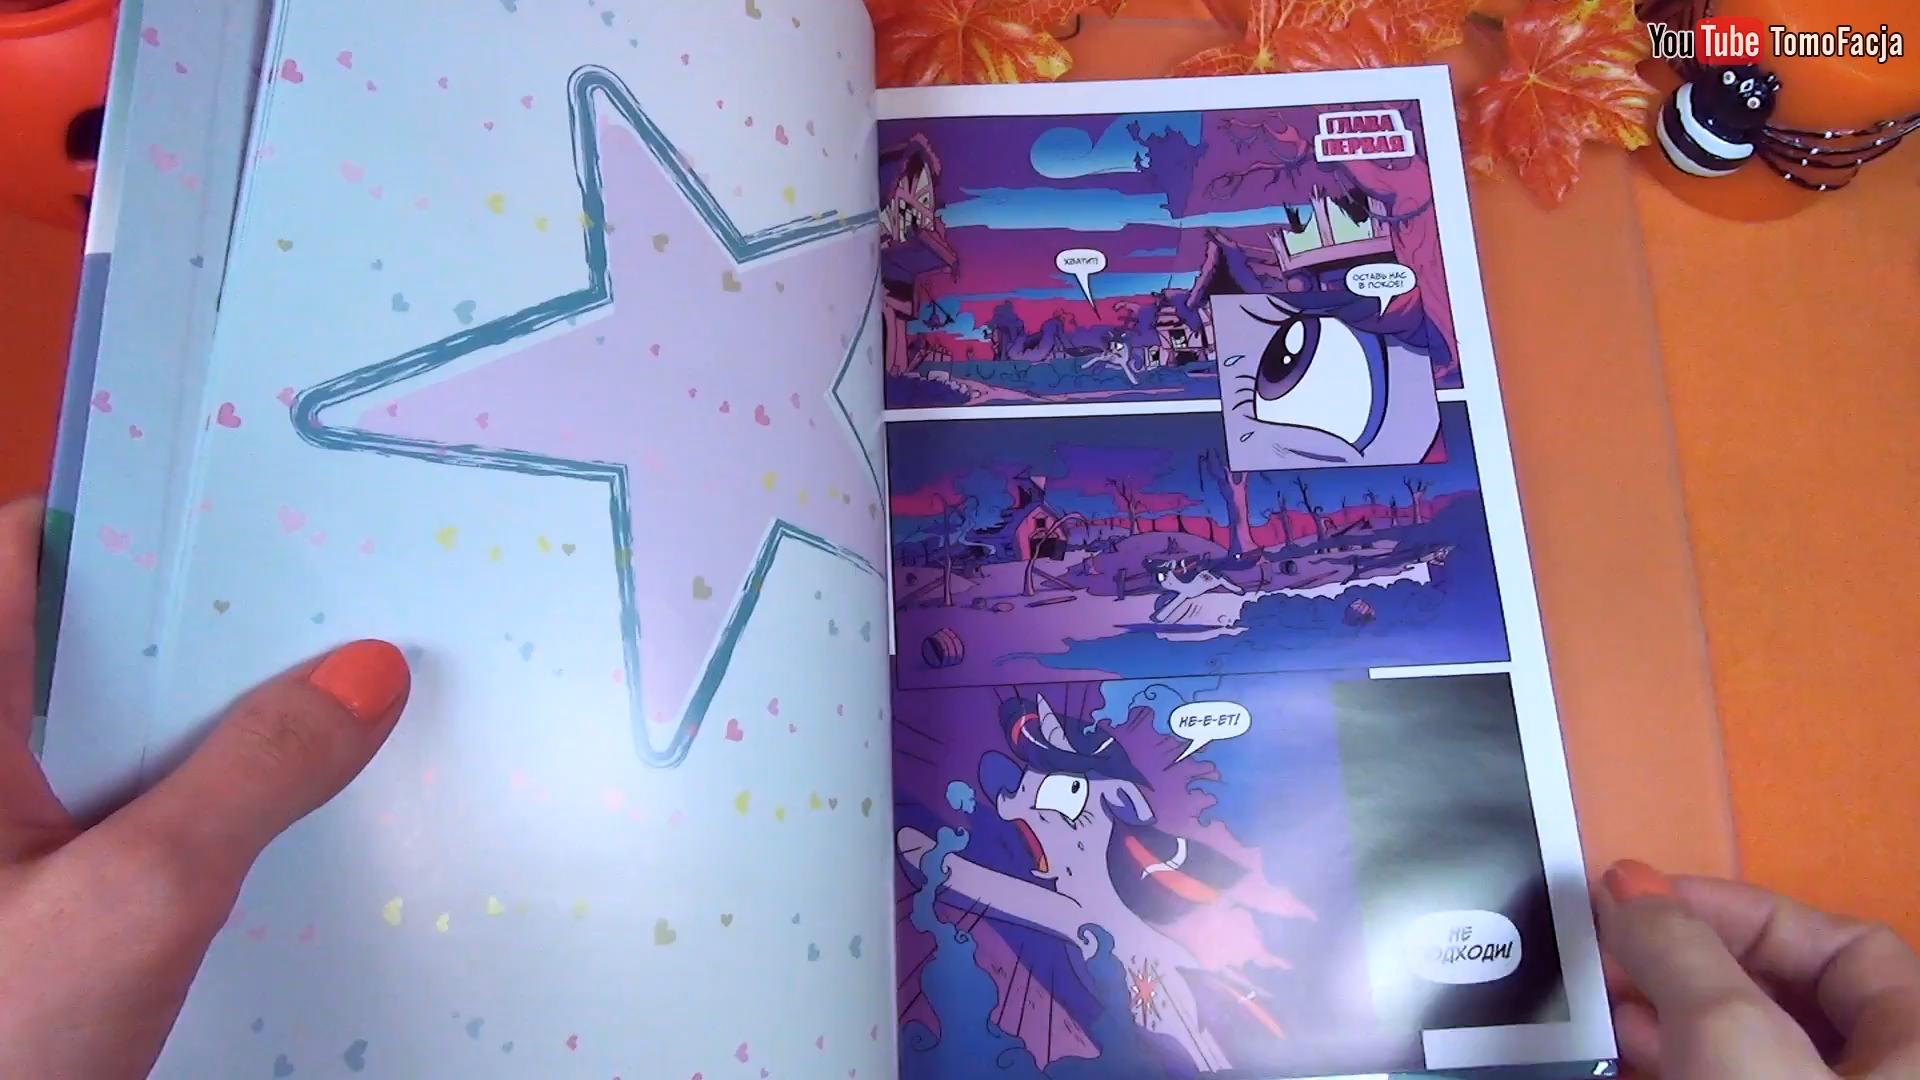 YouTube TomoFacja
ГЛАВА
ПЕРВАЯ
ХВАТИТ!
ОСТАВЬ НАС
В ПОКОЕ!
НЕ-Е-ЕТ!
НЕ
ПОДХОДИ!